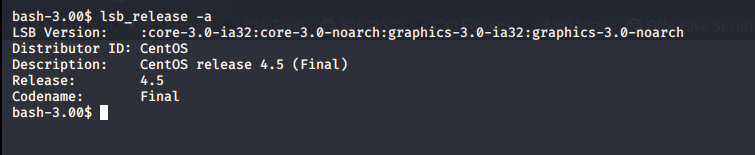 bash-3.00$ lsb_release -a
LSB Version:    :core-3.0-ia32:core-3.0-noarch:graphics-3.0-ia32:graphics-3.0-noarch
Distributor ID: CentOS
Description:    CentOS release 4.5 (Final)
Release:        4.5
Codename:       Final
bash-3.00$